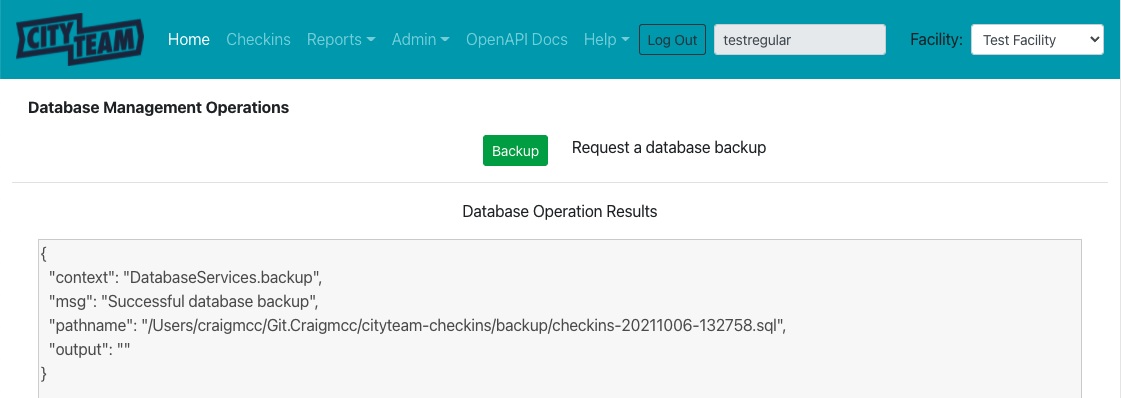 CITY TEAM Home Checkins Reports Admin OpenAPI Docs Help Log Out testregular Facility: Test Facility
Database Management Operations
Backup Request a database backup
Database Operation Results
{
"context": "DatabaseServices.backup",
"msg": "Successful database backup",
"pathname": "/Users/craigmcc/Git.Craigmcc/cityteam-checkins/backup/checkins-20211006-132758.sql",
"output": ""
}